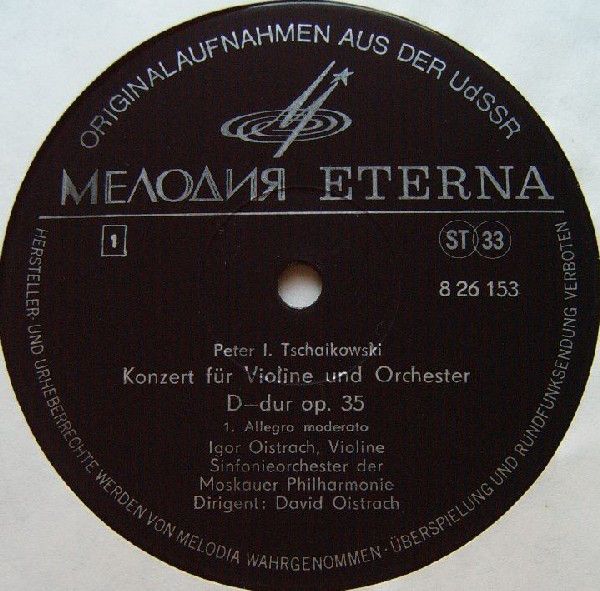 ORIGINALAUFNAHMEN AUS DER UdSSR
МЕЛОДИЯ ETERNA
1
ST 33
8 26 153
Peter I. Tschaikowski
Konzert für Violine und Orchester
D–dur op. 35
1. Allegro moderato
Igor Oistrach, Violine
Sinfonieorchester der
Moskauer Philharmonie
Dirigent: David Oistrach
HERSTELLER- UND URHEBERRECHTE WERDEN VON MELODIA WAHRGENOMMEN · ÜBERSPIELUNG UND RUNDFUNKSENDUNG VERBOTEN